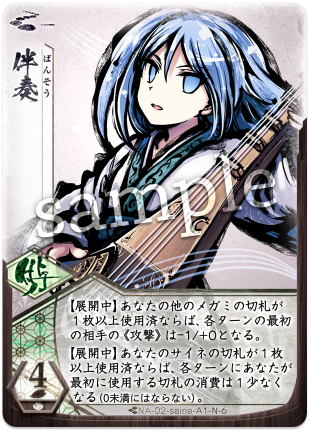 ばんそう
伴奏
sample
付与
【展開中】あなたの他のメガミの切札が
１枚以上使用済ならば、各ターンの最初
の相手の《攻撃》は-1/+0となる。
【展開中】あなたのサイネの切札が１枚
以上使用済ならば、各ターンにあなたが
最初に使用する切札の消費は１少なく
なる(0未満にはならない)。
4
NA-02-saine-A1-N-6